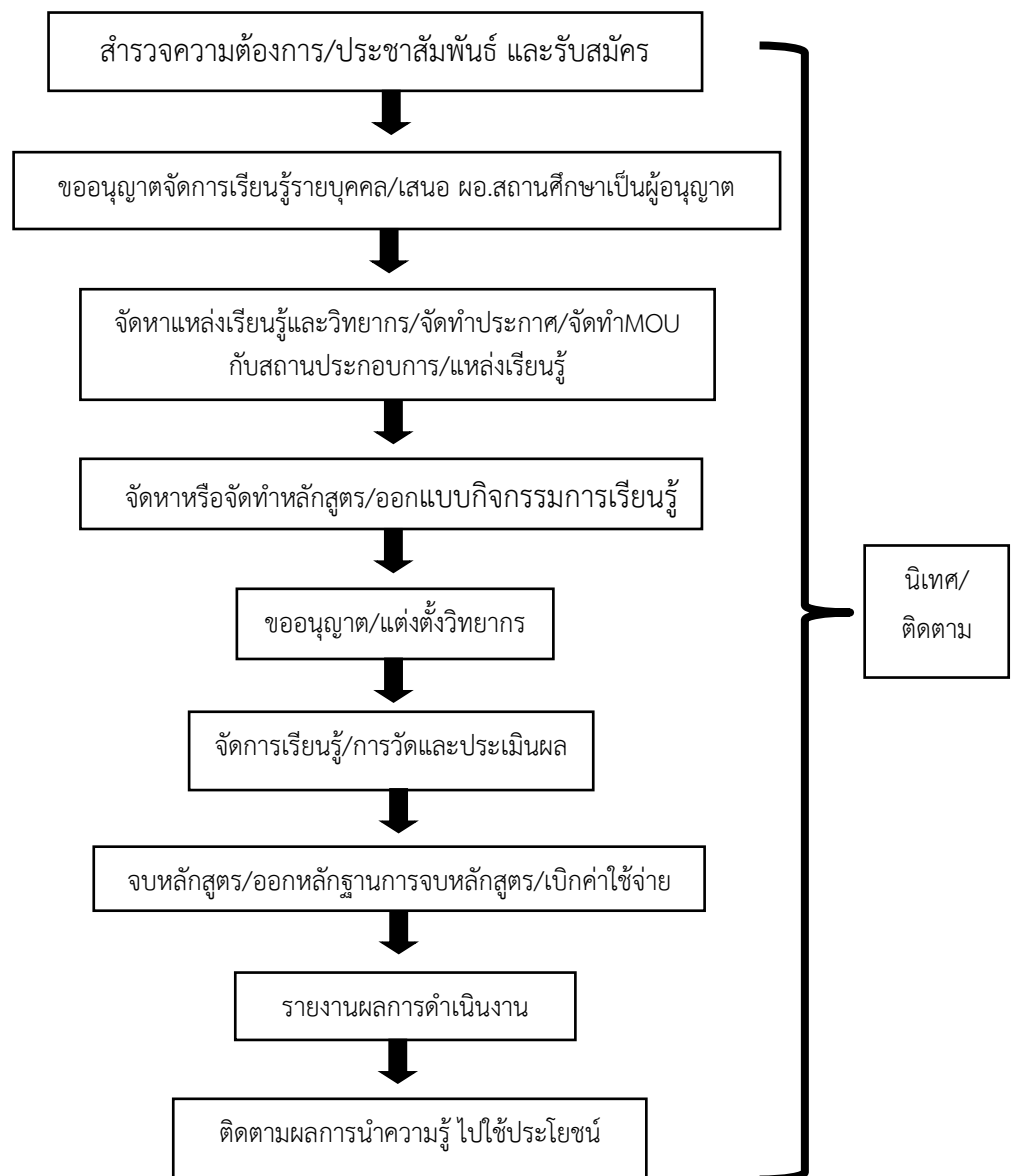 สำรวจความต้องการ/ประชาสัมพันธ์ และรับสมัคร
ขออนุญาตจัดการเรียนรู้รายบุคคล/เสนอ ผอ.สถานศึกษาเป็นผู้อนุญาต
จัดหาแหล่งเรียนรู้และวิทยากร/จัดทำประกาศ/จัดทำMOU
กับสถานประกอบการ/แหล่งเรียนรู้
จัดหาหรือจัดทำหลักสูตร/ออกแบบกิจกรรมการเรียนรู้
ขออนุญาต/แต่งตั้งวิทยากร
จัดการเรียนรู้/การวัดและประเมินผล
จบหลักสูตร/ออกหลักฐานการจบหลักสูตร/เบิกค่าใช้จ่าย
รายงานผลการดำเนินงาน
ติดตามผลการนำความรู้ ไปใช้ประโยชน์
นิเทศ/
ติดตาม